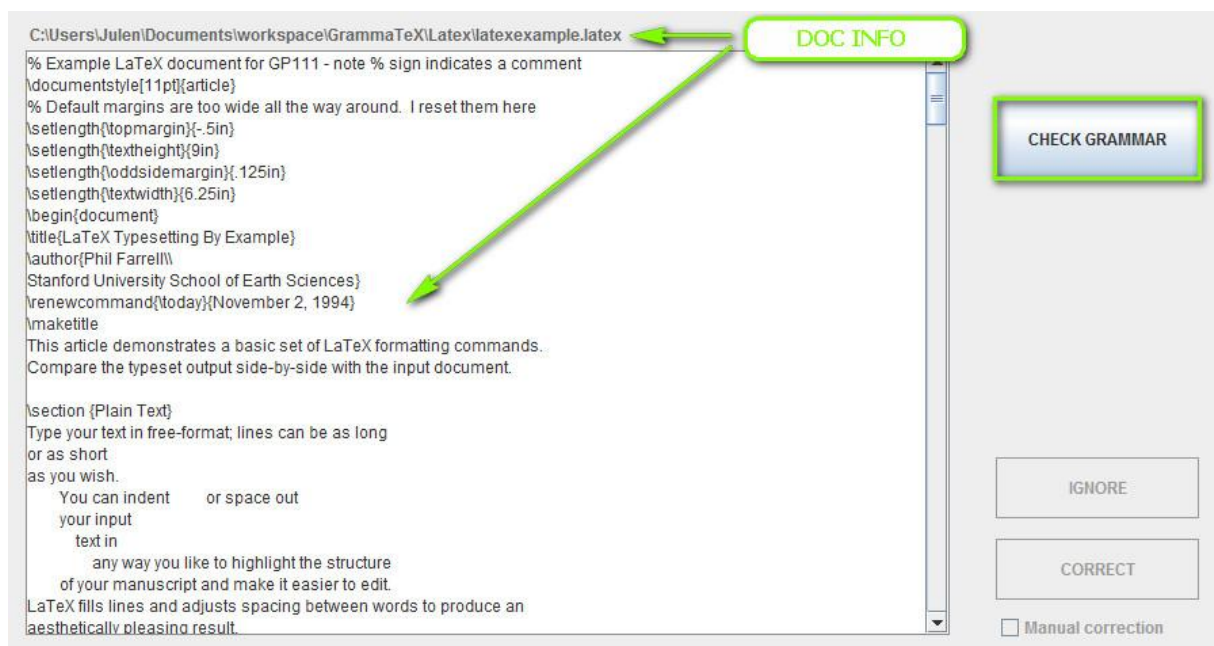 C:\Users\Julen\Documents\workspace\GrammaTeX\Latex\latexexample.latex
DOC INFO
% Example LaTeX document for GP111 - note % sign indicates a comment
\documentstyle[11pt]{article}
% Default margins are too wide all the way around.  I reset them here
\setlength{\topmargin}{-.5in}
\setlength{\textheight}{9in}
\setlength{\oddsidemargin}{.125in}
\setlength{\textwidth}{6.25in}
\begin{document}
\title{LaTeX Typesetting By Example}
\author{Phil Farrell\\
Stanford University School of Earth Sciences}
\renewcommand{\today}{November 2, 1994}
\maketitle
This article demonstrates a basic set of LaTeX formatting commands.
Compare the typeset output side-by-side with the input document.
\section {Plain Text}
Type your text in free-format; lines can be as long
or as short
as you wish.
You can indent or space out
your input
text in
any way you like to highlight the structure
of your manuscript and make it easier to edit.
LaTeX fills lines and adjusts spacing between words to produce an
aesthetically pleasing result.
CHECK GRAMMAR
IGNORE
CORRECT
Manual correction